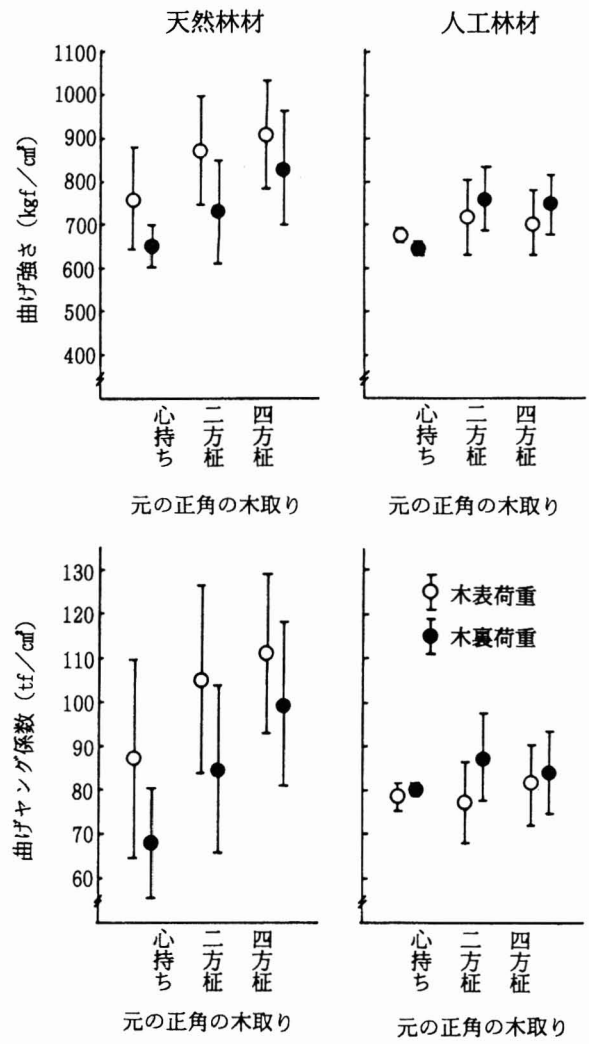 天然林材
人工林材
曲げ強さ (kgf/c㎡)
1100
1000
900
800
700
600
500
400
心持ち
二方柾
四方柾
心持ち
二方柾
四方柾
元の正角の木取り
元の正角の木取り
曲げヤング係数 (tf/c㎡)
130
120
110
100
90
80
70
60
木表荷重
木裏荷重
心持ち
二方柾
四方柾
心持ち
二方柾
四方柾
元の正角の木取り
元の正角の木取り